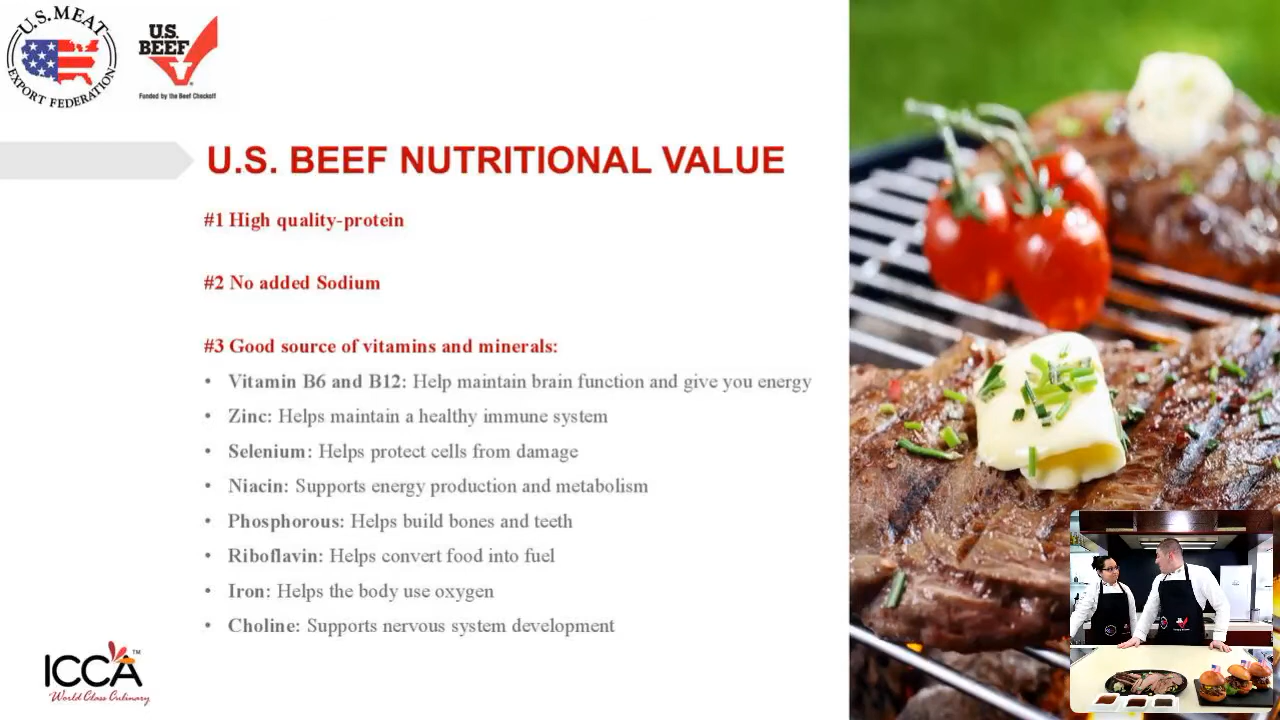 U.S. MEAT
EXPORT FEDERATION
U.S.
BEEF
Funded by the Beef Checkoff
U.S. BEEF NUTRITIONAL VALUE
#1 High quality-protein
#2 No added Sodium
#3 Good source of vitamins and minerals:
• Vitamin B6 and B12: Help maintain brain function and give you energy
• Zinc: Helps maintain a healthy immune system
• Selenium: Helps protect cells from damage
• Niacin: Supports energy production and metabolism
• Phosphorous: Helps build bones and teeth
• Riboflavin: Helps convert food into fuel
• Iron: Helps the body use oxygen
• Choline: Supports nervous system development
ICCA™
World Class Culinary